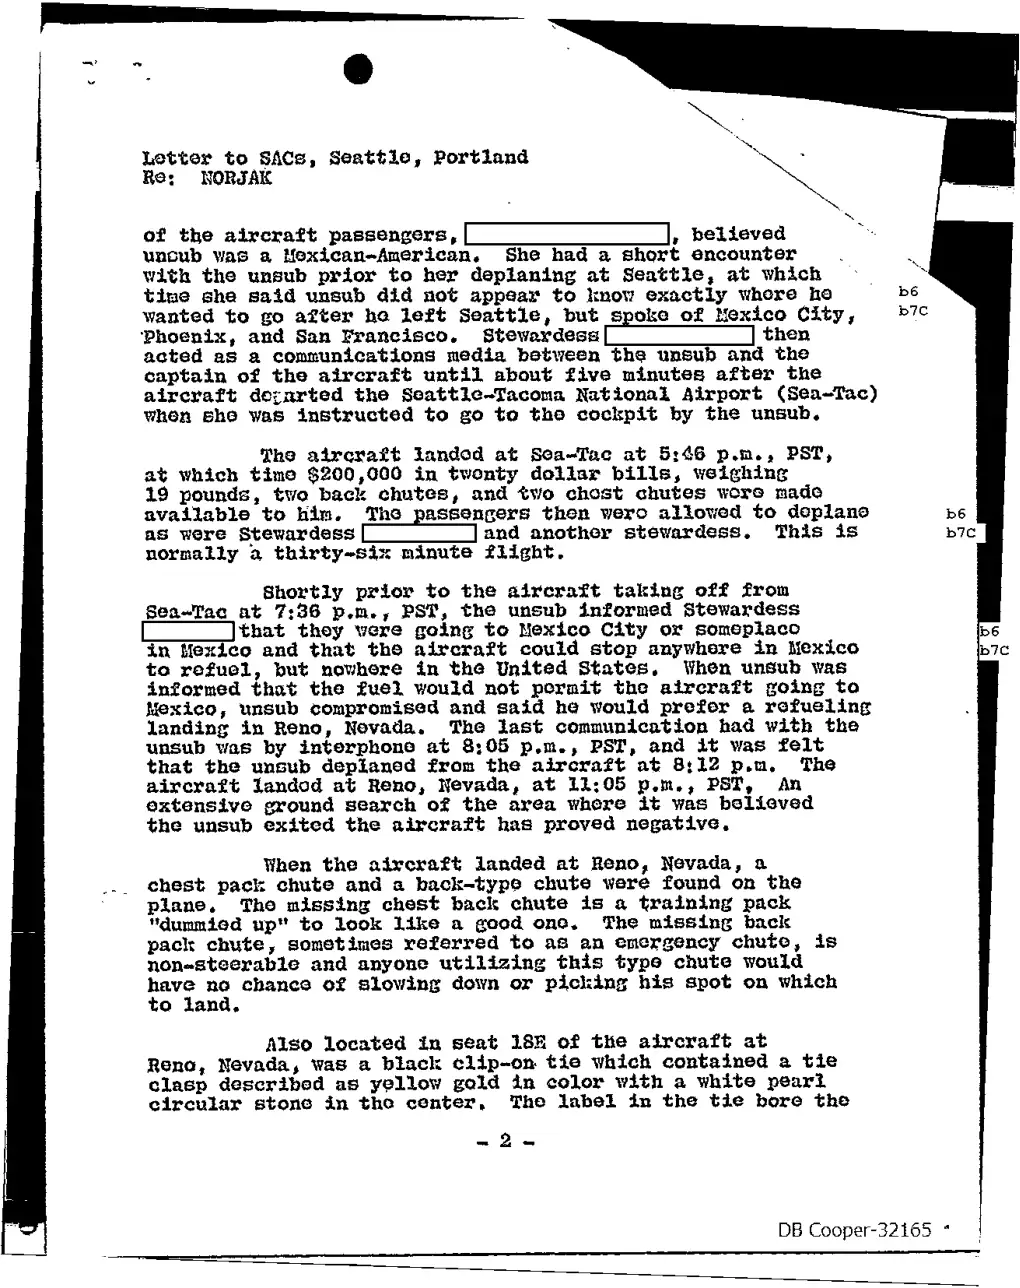 Letter to SACs, Seattle, Portland
Re: NORJAK
of the aircraft passengers, , believed
unsub was a Mexican-American. She had a short encounter
with the unsub prior to her deplaning at Seattle, at which
time she said unsub did not appear to know exactly where he
b6
wanted to go after he left Seattle, but spoke of Mexico City,
b7C
Phoenix, and San Francisco. Stewardess then
acted as a communications media between the unsub and the
captain of the aircraft until about five minutes after the
aircraft departed the Seattle-Tacoma National Airport (Sea-Tac)
when she was instructed to go to the cockpit by the unsub.
The aircraft landed at Sea-Tac at 5:46 p.m., PST,
at which time $200,000 in twenty dollar bills, weighing
19 pounds, two back chutes, and two chest chutes were made
available to him. The passengers then were allowed to deplane
b6
as were Stewardess and another stewardess. This is
b7C
normally a thirty-six minute flight.
Shortly prior to the aircraft taking off from
Sea-Tac at 7:36 p.m., PST, the unsub informed Stewardess
that they were going to Mexico City or someplace
b6
in Mexico and that the aircraft could stop anywhere in Mexico
b7C
to refuel, but nowhere in the United States. When unsub was
informed that the fuel would not permit the aircraft going to
Mexico, unsub compromised and said he would prefer a refueling
landing in Reno, Nevada. The last communication had with the
unsub was by interphone at 8:05 p.m., PST, and it was felt
that the unsub deplaned from the aircraft at 8:12 p.m. The
aircraft landed at Reno, Nevada, at 11:05 p.m., PST. An
extensive ground search of the area where it was believed
the unsub exited the aircraft has proved negative.
When the aircraft landed at Reno, Nevada, a
chest pack chute and a back-type chute were found on the
plane. The missing chest back chute is a training pack
"dummied up" to look like a good one. The missing back
pack chute, sometimes referred to as an emergency chute, is
non-steerable and anyone utilizing this type chute would
have no chance of slowing down or picking his spot on which
to land.
Also located in seat 18E of the aircraft at
Reno, Nevada, was a black clip-on tie which contained a tie
clasp described as yellow gold in color with a white pearl
circular stone in the center. The label in the tie bore the
- 2 -
DB Cooper-32165